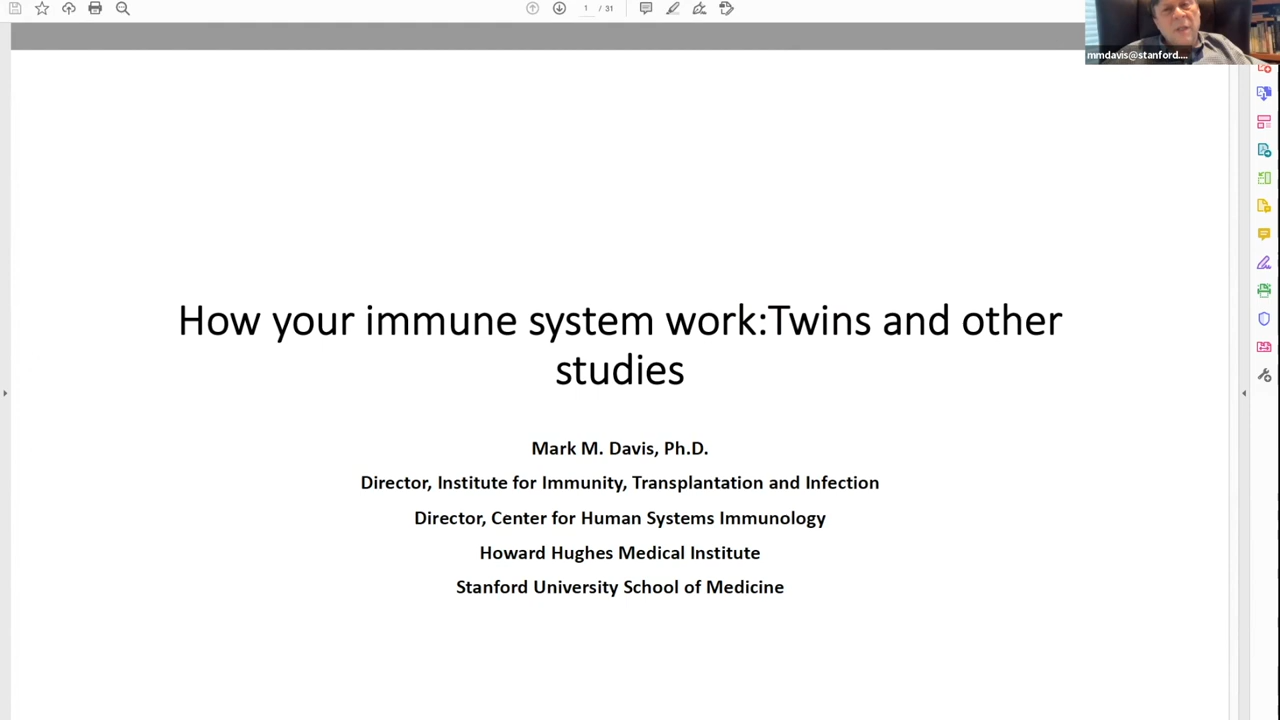 1 / 31
mmdavis@stanford....
How your immune system work:Twins and other
studies
Mark M. Davis, Ph.D.
Director, Institute for Immunity, Transplantation and Infection
Director, Center for Human Systems Immunology
Howard Hughes Medical Institute
Stanford University School of Medicine